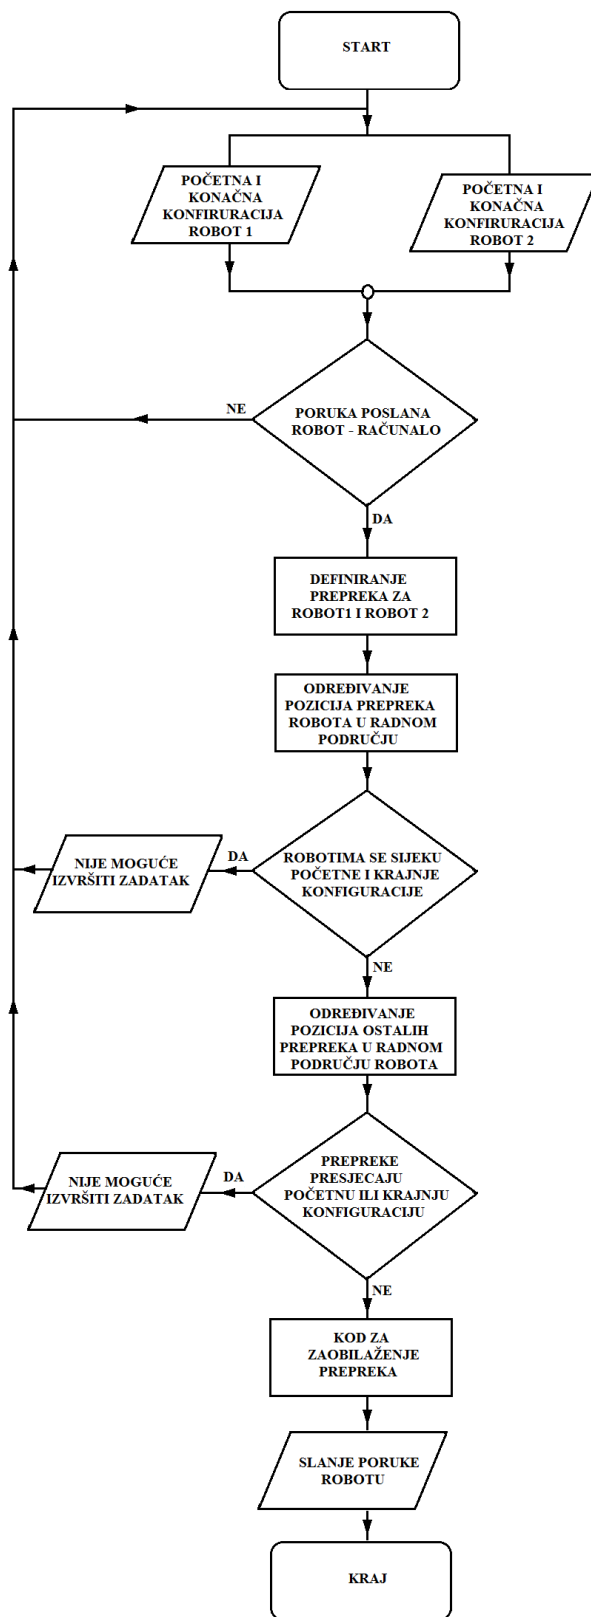 START
POČETNA I
KONAČNA
KONFIRURACIJA
ROBOT 1
POČETNA I
KONAČNA
KONFIRURACIJA
ROBOT 2
PORUKA POSLANA
ROBOT - RAČUNALO
NE
DA
DEFINIRANJE
PREPREKA ZA
ROBOT1 I ROBOT 2
ODREĐIVANJE
POZICIJA PREPREKA
ROBOTA U RADNOM
PODRUČJU
ROBOTIMA SE SIJEKU
POČETNE I KRAJNJE
KONFIGURACIJE
DA
NIJE MOGUĆE
IZVRŠITI ZADATAK
NE
ODREĐIVANJE
POZICIJA OSTALIH
PREPREKA U RADNOM
PODRUČJU ROBOTA
PREPREKE
PRESJECAJU
POČETNU ILI KRAJNJU
KONFIGURACIJU
DA
NIJE MOGUĆE
IZVRŠITI ZADATAK
NE
KOD ZA
ZAOBILAŽENJE
PREPREKA
SLANJE PORUKE
ROBOTU
KRAJ